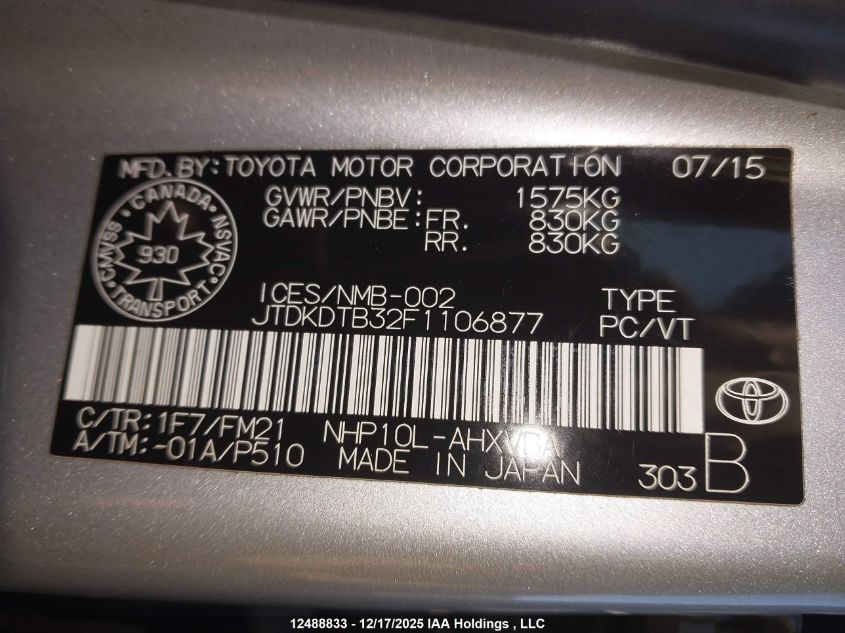 MFD.BY:TOYOTA MOTOR CORPORATION 07/15
GVWR/PNBV: 1575KG
GAWR/PNBE:FR. 830KG
RR. 830KG
CANADA
CMVSS 930 NSVAC
TRANSPORT
ICES/NMB-002
JTDKDTB32F1106877
TYPE
PC/VT
C/TR:1F7/FM21
A/TM:-01A/P510
MADE IN JAPAN
303 B
12488833 - 12/17/2025 IAA Holdings , LLC